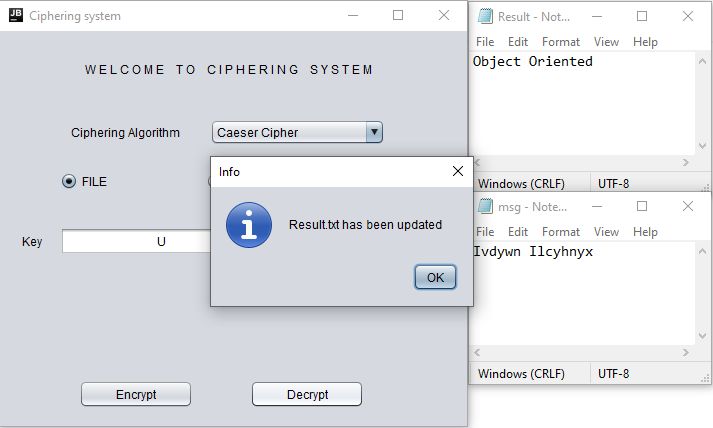 JB Ciphering system
WELCOME TO CIPHERING SYSTEM
Ciphering Algorithm Caeser Cipher
FILE
Key U
Encrypt Decrypt
Info
Result.txt has been updated
OK
Result - Note...
File Edit Format View Help
Object Oriented
Windows (CRLF) UTF-8
msg - Note...
File Edit Format View Help
Ivdywn Ilcyhnyx
Windows (CRLF) UTF-8